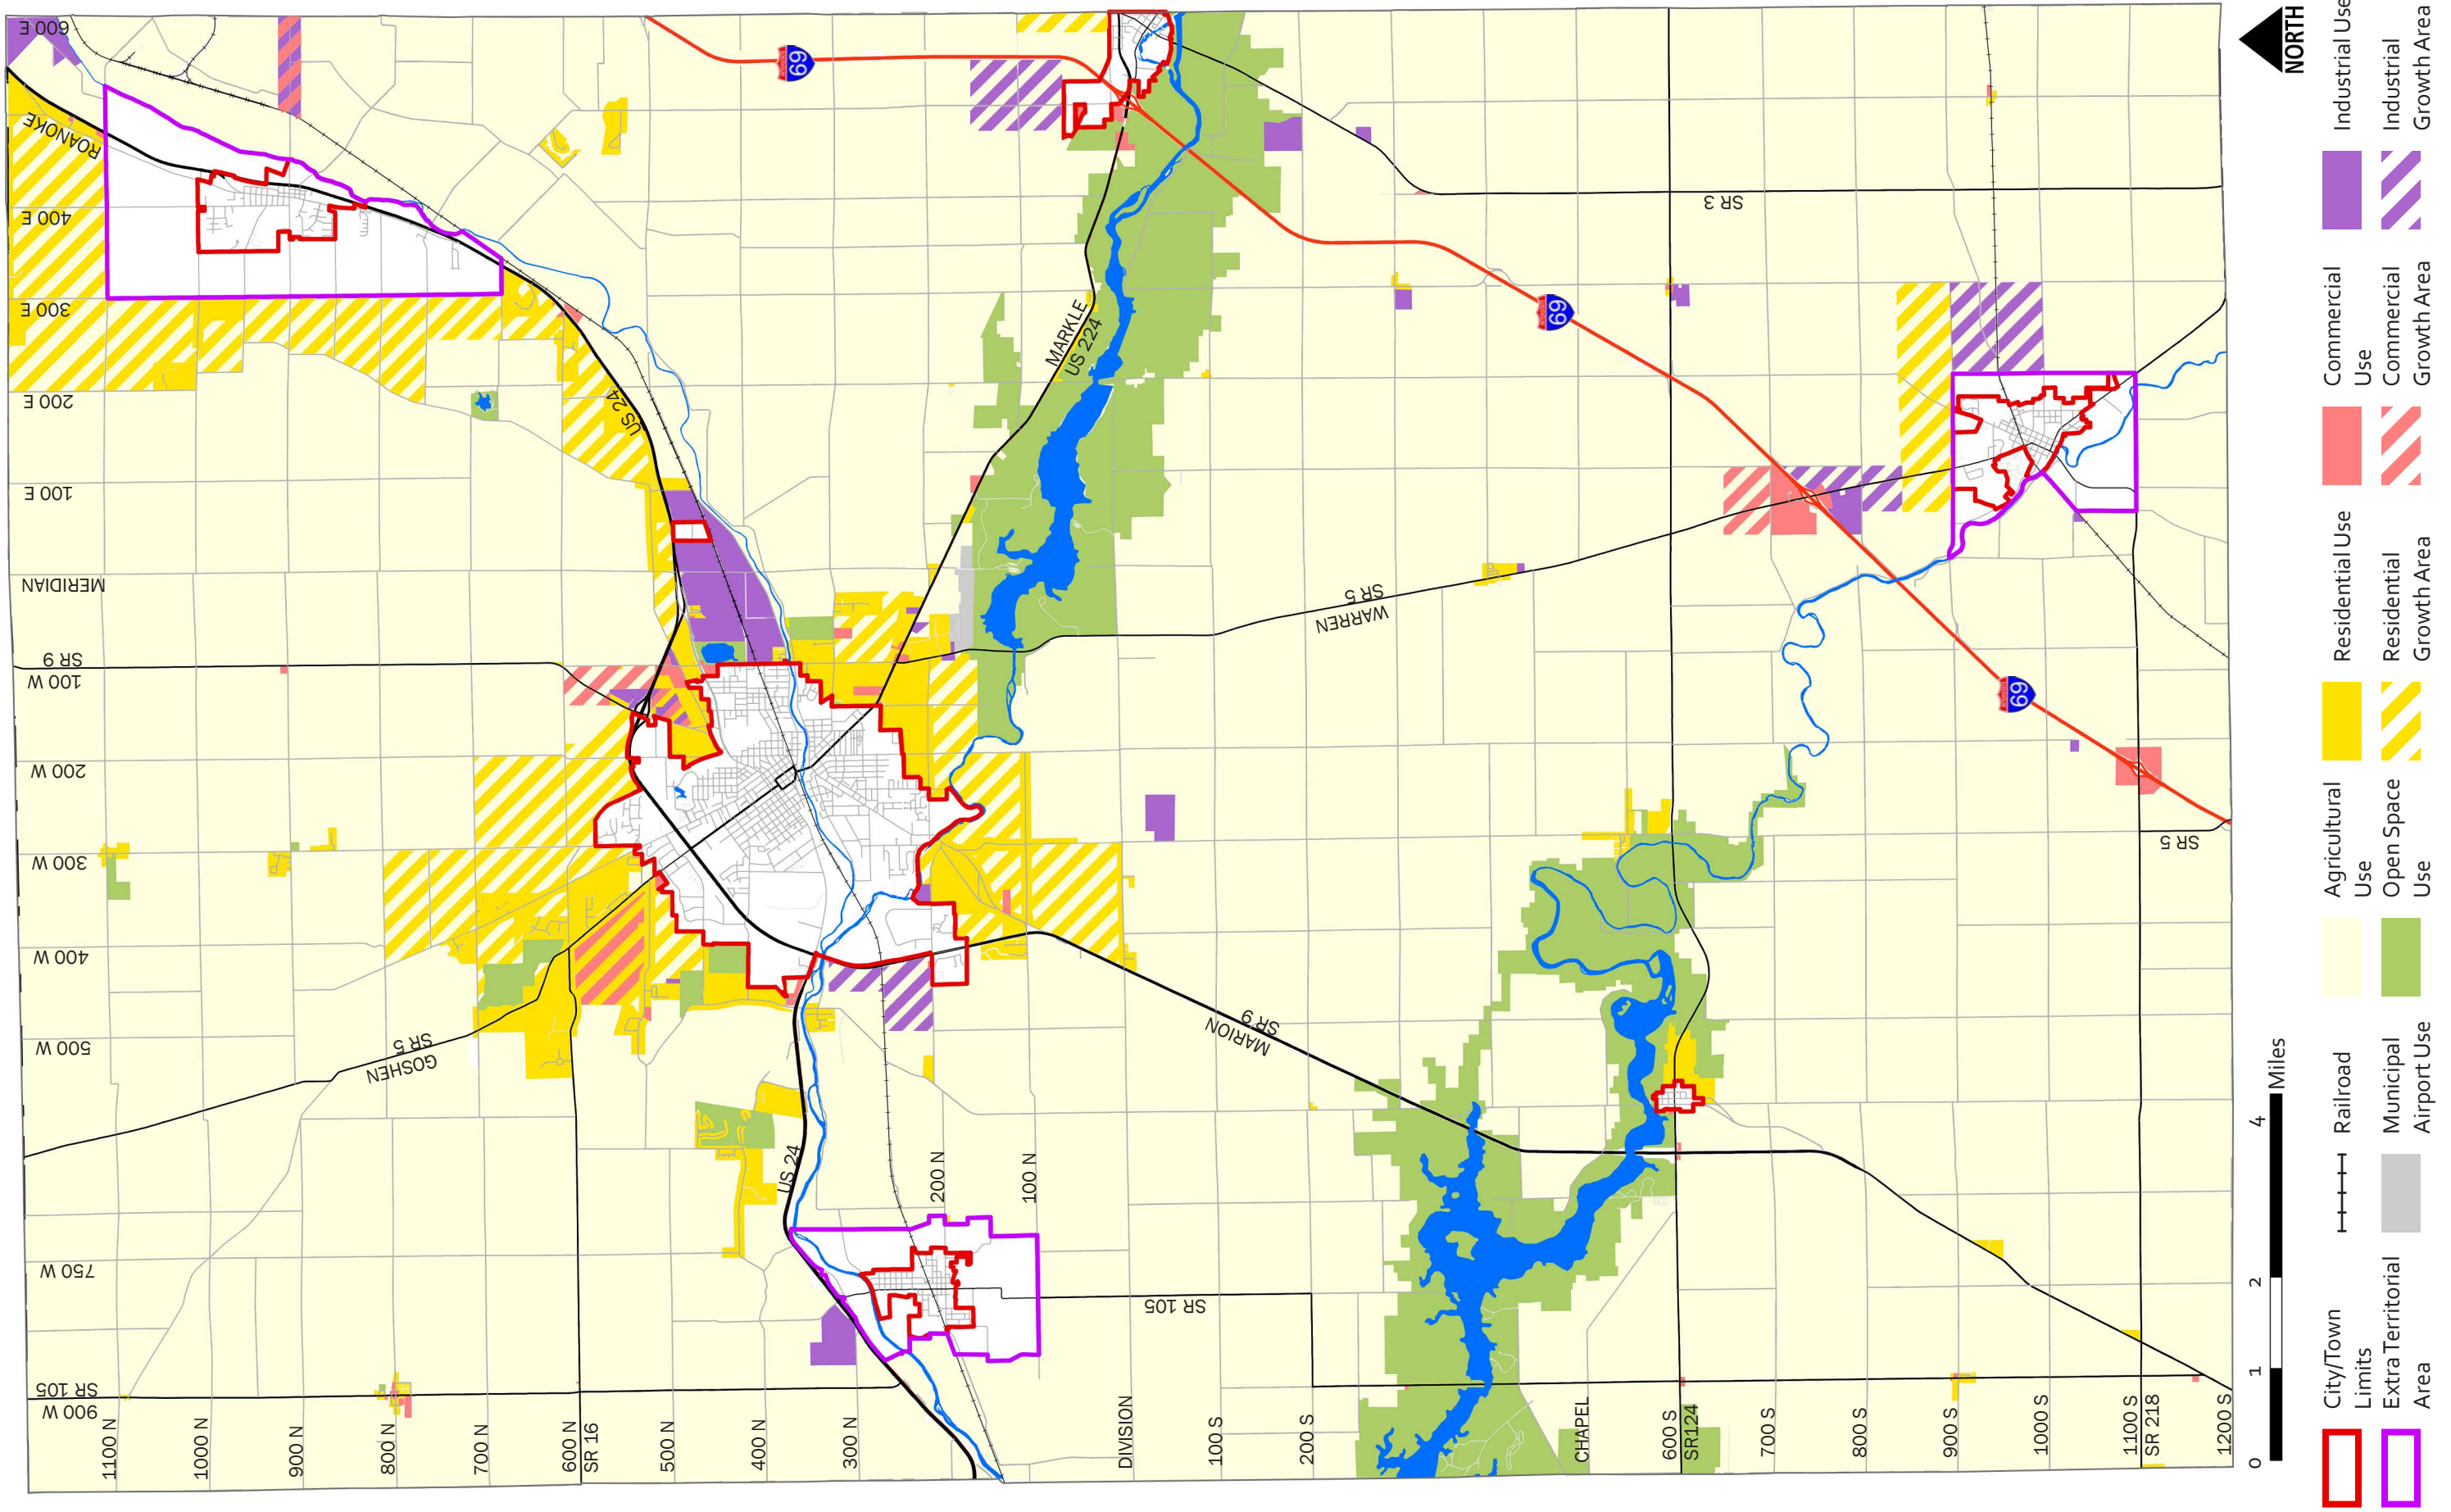 600 E
ROANOKE
400 E
300 E
200 E
100 E
MERIDIAN
SR 9
100 W
200 W
300 W
400 W
500 W
750 W
SR 105
900 W
69
69
69
US 24
MARKLE
US 224
SR 3
SR 5
WARREN
SR 5
SR 5
GOSHEN
SR 9
MARION
US 24
200 N
100 N
SR 105
1100 N
1000 N
900 N
800 N
700 N
600 N
SR 16
500 N
400 N
300 N
DIVISION
100 S
200 S
CHAPEL
600 S
SR124
700 S
800 S
900 S
1000 S
1100 S
SR 218
1200 S
NORTH
0 1 2 4
Miles
City/Town
Limits
Extra Territorial
Area
Railroad
Municipal
Airport Use
Agricultural
Use
Open Space
Use
Residential Use
Residential
Growth Area
Commercial
Use
Commercial
Growth Area
Industrial Use
Industrial
Growth Area